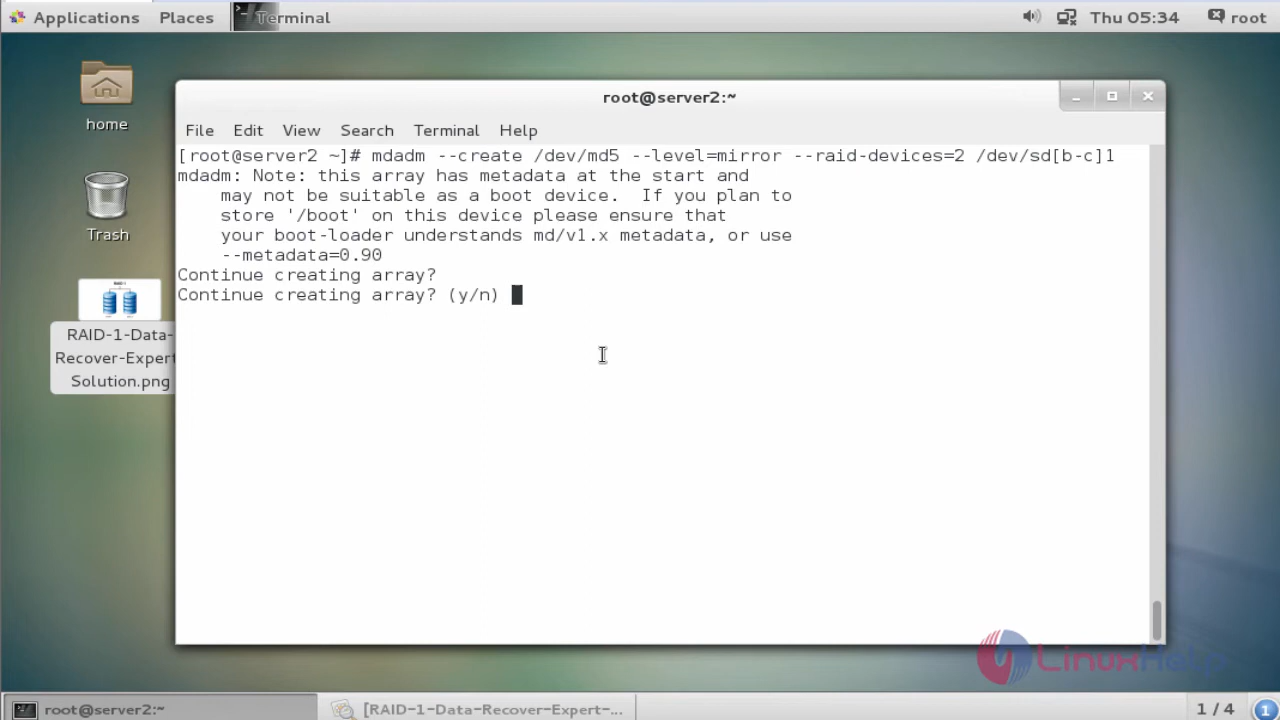 Applications Places Terminal Thu 05:34 root
home
Trash
RAID-1-Data-
Recover-Expert
Solution.png
root@server2:~
File Edit View Search Terminal Help
[root@server2 ~]# mdadm --create /dev/md5 --level=mirror --raid-devices=2 /dev/sd[b-c]1
mdadm: Note: this array has metadata at the start and
may not be suitable as a boot device.  If you plan to
store '/boot' on this device please ensure that
your boot-loader understands md/v1.x metadata, or use
--metadata=0.90
Continue creating array?
Continue creating array? (y/n)
LinuxHelp
root@server2:~ [RAID-1-Data-Recover-Expert-... 1 / 4 1